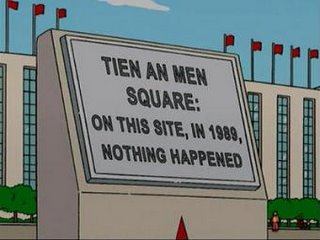 TIEN AN MEN
SQUARE:
ON THIS SITE, IN 1989,
NOTHING HAPPENED